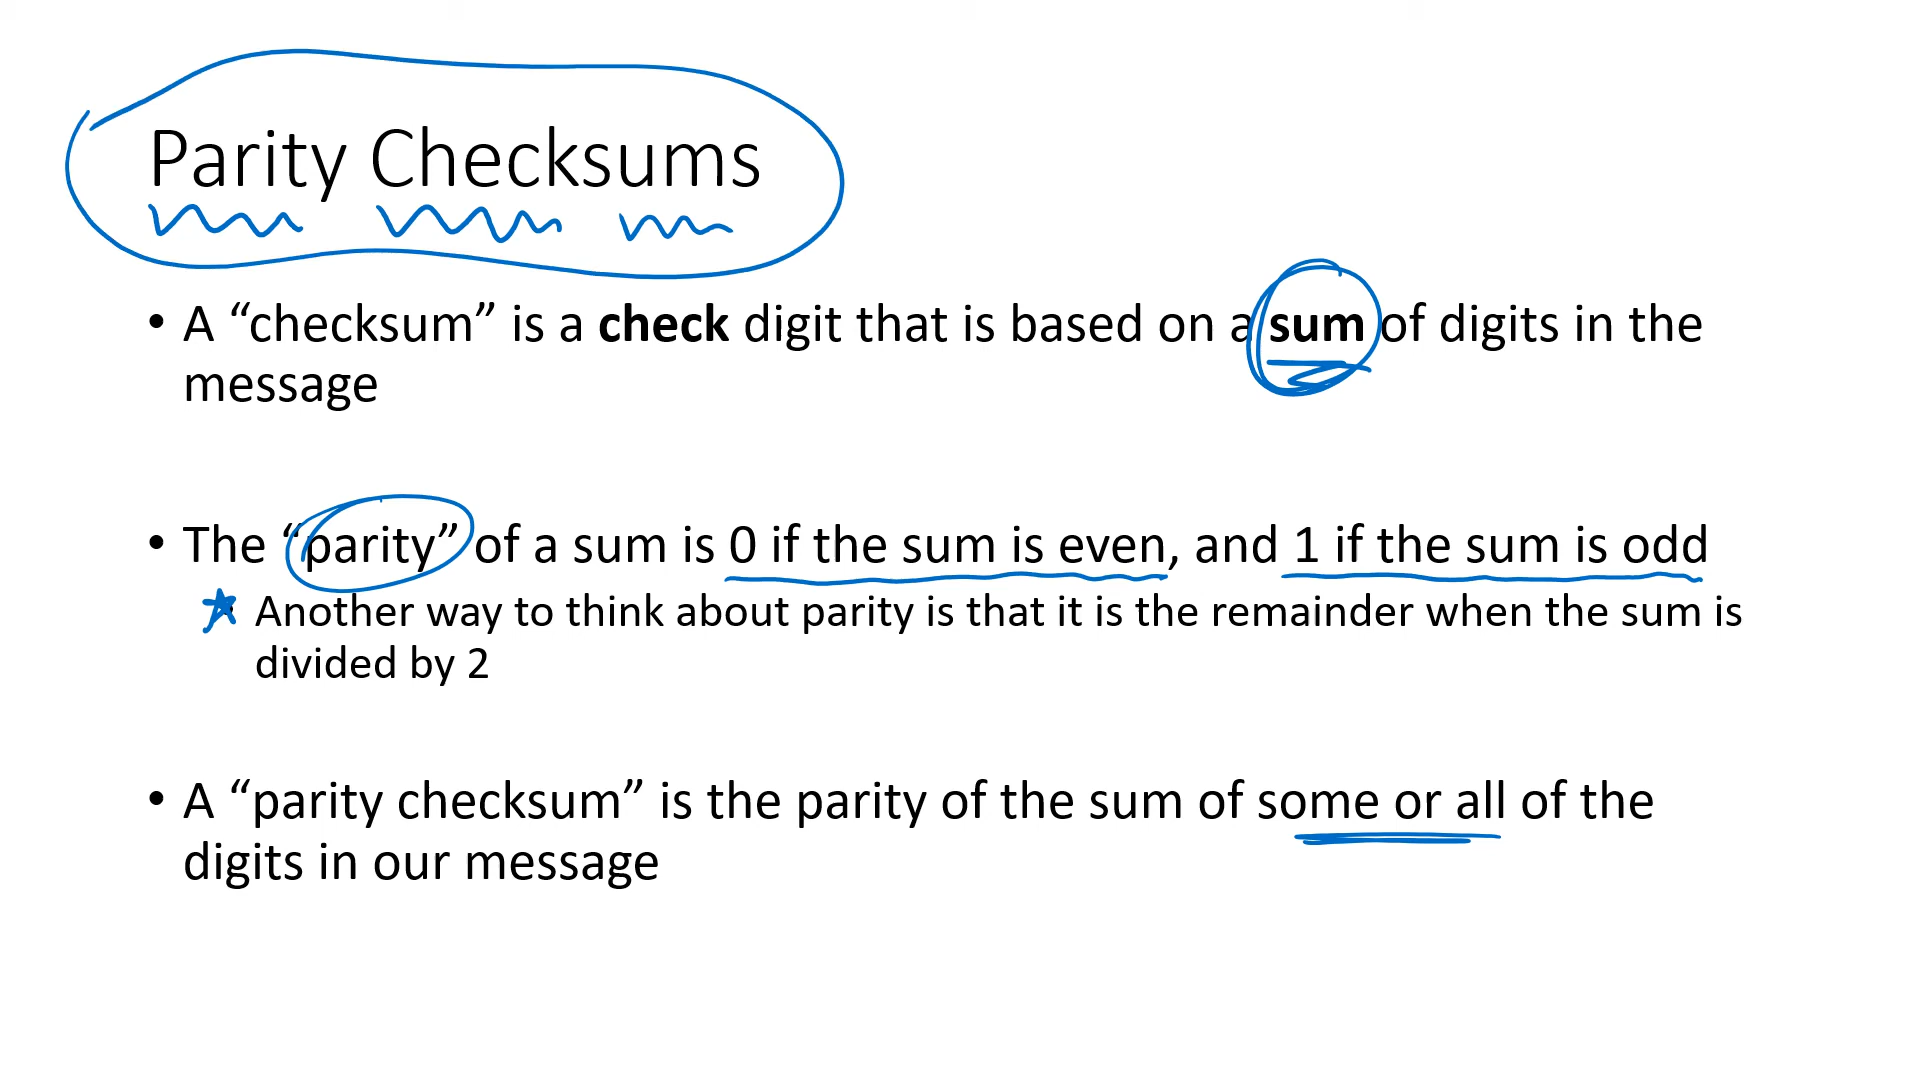 Parity Checksums
• A “checksum” is a check digit that is based on a sum of digits in the
message
• The “parity” of a sum is 0 if the sum is even, and 1 if the sum is odd
• Another way to think about parity is that it is the remainder when the sum is
divided by 2
• A “parity checksum” is the parity of the sum of some or all of the
digits in our message